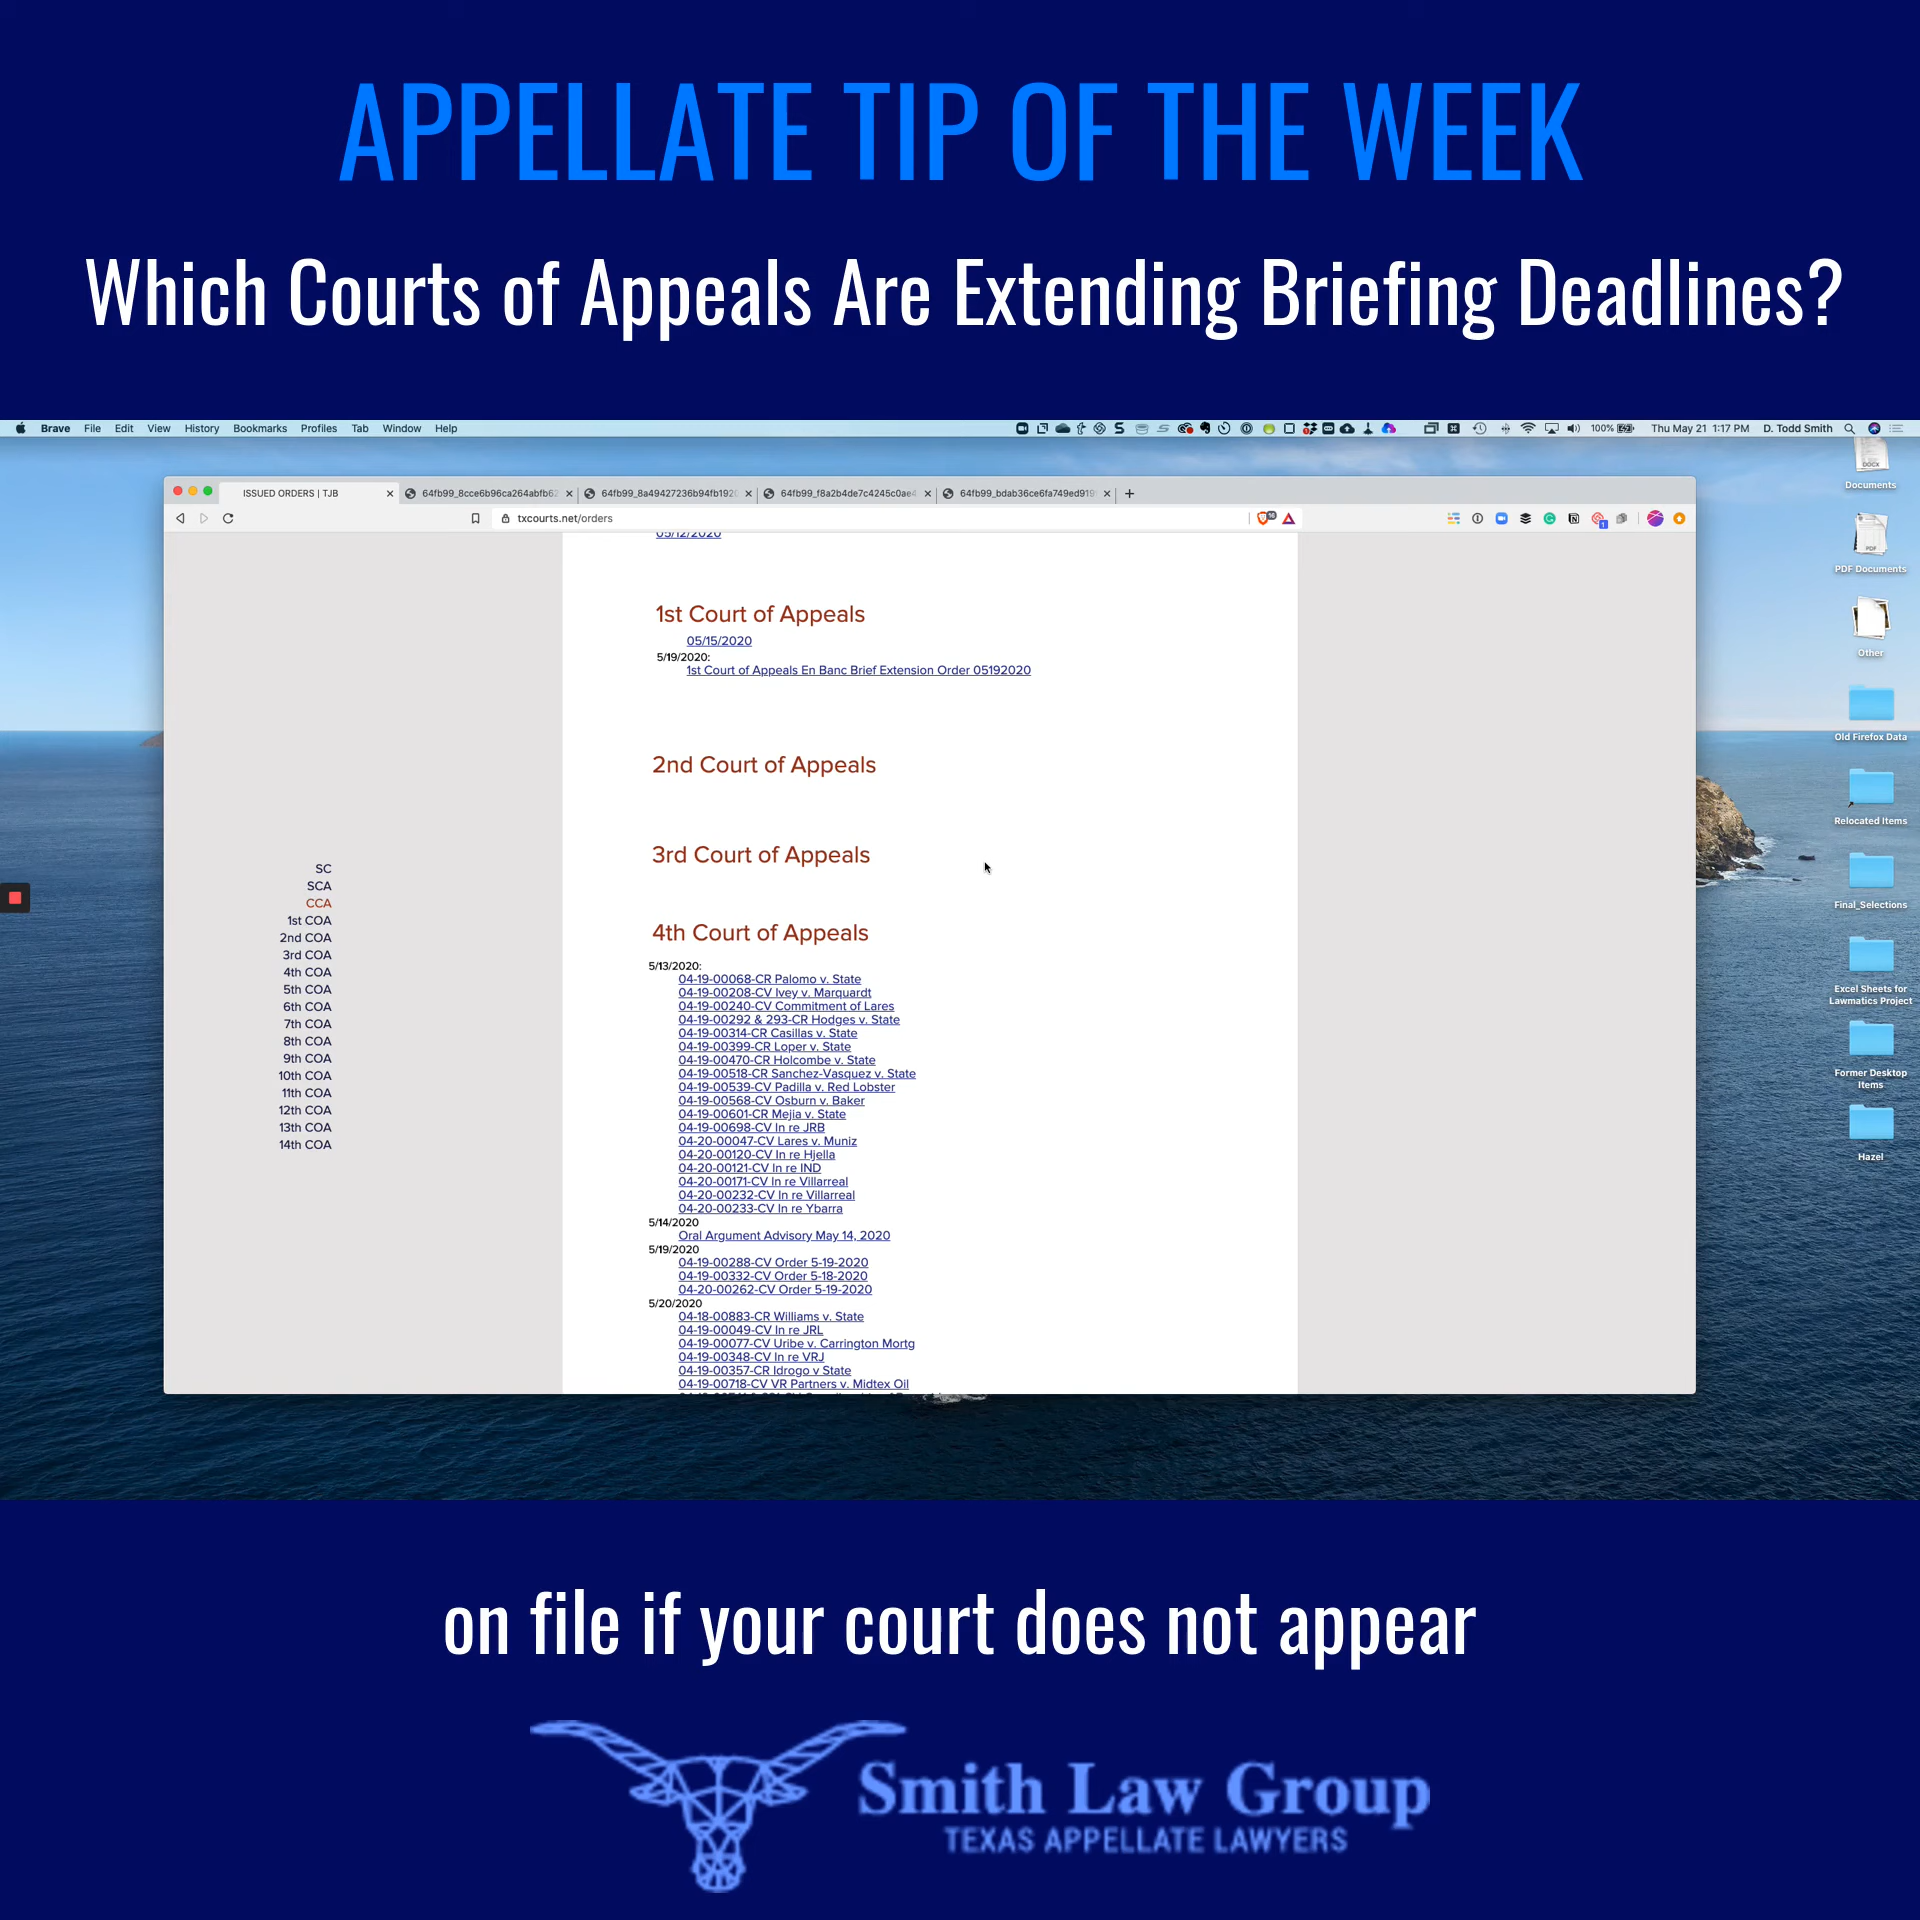 APPELLATE TIP OF THE WEEK
Which Courts of Appeals Are Extending Briefing Deadlines?
Brave File Edit View History Bookmarks Profiles Tab Window Help
100% Thu May 21 1:17 PM D. Todd Smith
ISSUED ORDERS | TJB
64fb99_8cce6b96ca264abfb62
64fb99_8a49427236b94fb192
64fb99_f8a2b4de7c4245c0ae4
64fb99_bdab36ce6fa749ed919
txcourts.net/orders
05/12/2020
1st Court of Appeals
05/15/2020
5/19/2020:
1st Court of Appeals En Banc Brief Extension Order 05192020
2nd Court of Appeals
3rd Court of Appeals
4th Court of Appeals
5/13/2020:
04-19-00068-CR Palomo v. State
04-19-00208-CV Ivey v. Marquardt
04-19-00240-CV Commitment of Lares
04-19-00292 & 293-CR Hodges v. State
04-19-00314-CR Casillas v. State
04-19-00399-CR Loper v. State
04-19-00470-CR Holcombe v. State
04-19-00518-CR Sanchez-Vasquez v. State
04-19-00539-CV Padilla v. Red Lobster
04-19-00568-CV Osburn v. Baker
04-19-00601-CR Mejia v. State
04-19-00698-CV In re JRB
04-20-00047-CV Lares v. Muniz
04-20-00120-CV In re Hjella
04-20-00121-CV In re IND
04-20-00171-CV In re Villarreal
04-20-00232-CV In re Villarreal
04-20-00233-CV In re Ybarra
5/14/2020
Oral Argument Advisory May 14, 2020
5/19/2020
04-19-00288-CV Order 5-19-2020
04-19-00332-CV Order 5-18-2020
04-20-00262-CV Order 5-19-2020
5/20/2020
04-18-00883-CR Williams v. State
04-19-00049-CV In re JRL
04-19-00077-CV Uribe v. Carrington Mortg
04-19-00348-CV In re VRJ
04-19-00357-CR Idrogo v State
04-19-00718-CV VR Partners v. Midtex Oil
SC
SCA
CCA
1st COA
2nd COA
3rd COA
4th COA
5th COA
6th COA
7th COA
8th COA
9th COA
10th COA
11th COA
12th COA
13th COA
14th COA
DOCX
Documents
PDF
PDF Documents
Other
Old Firefox Data
Relocated Items
Final_Selections
Excel Sheets for
Lawmatics Project
Former Desktop
Items
Hazel
on file if your court does not appear
Smith Law Group
TEXAS APPELLATE LAWYERS